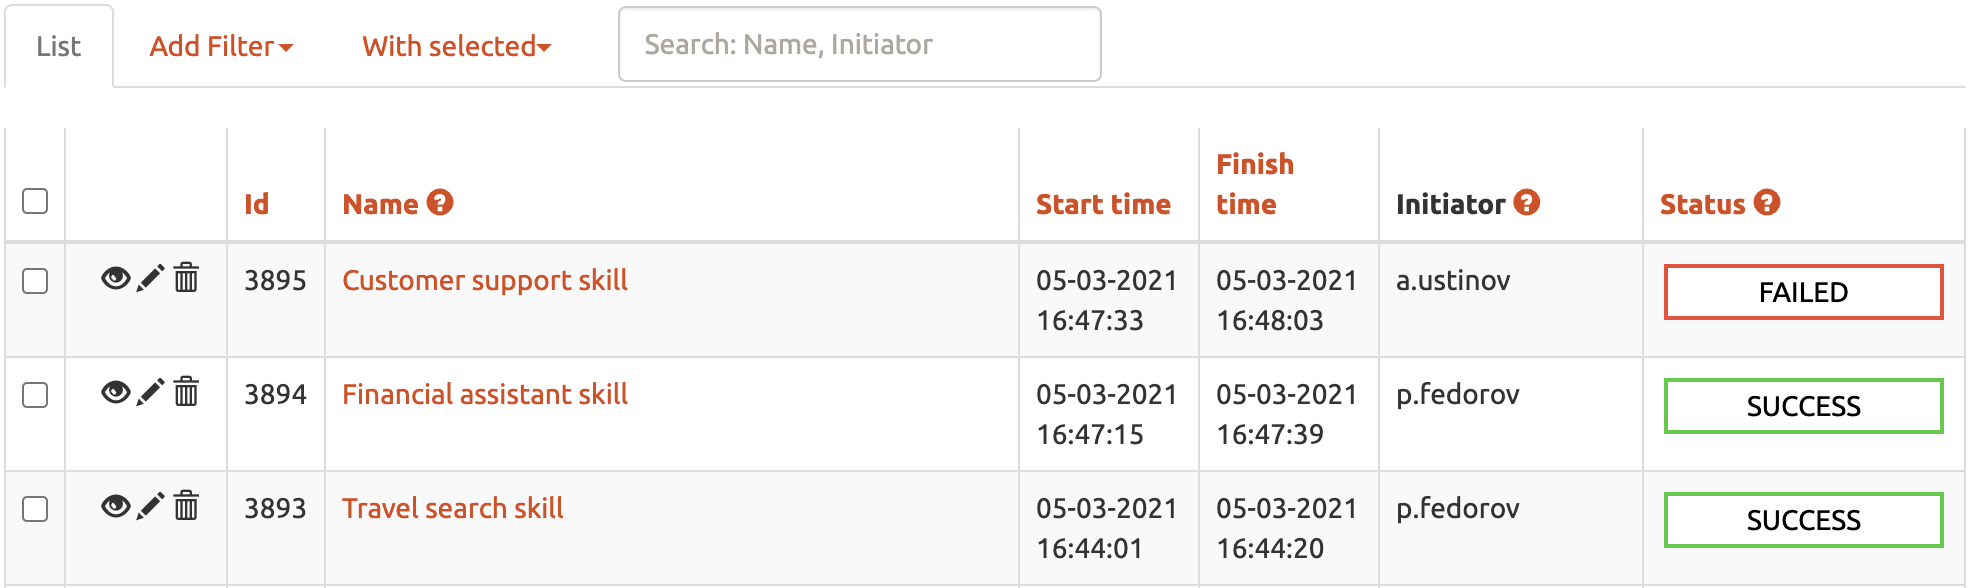 List Add Filter With selected Search: Name, Initiator
Id Name Start time Finish time Initiator Status
3895 Customer support skill 05-03-2021 16:47:33 05-03-2021 16:48:03 a.ustinov FAILED
3894 Financial assistant skill 05-03-2021 16:47:15 05-03-2021 16:47:39 p.fedorov SUCCESS
3893 Travel search skill 05-03-2021 16:44:01 05-03-2021 16:44:20 p.fedorov SUCCESS